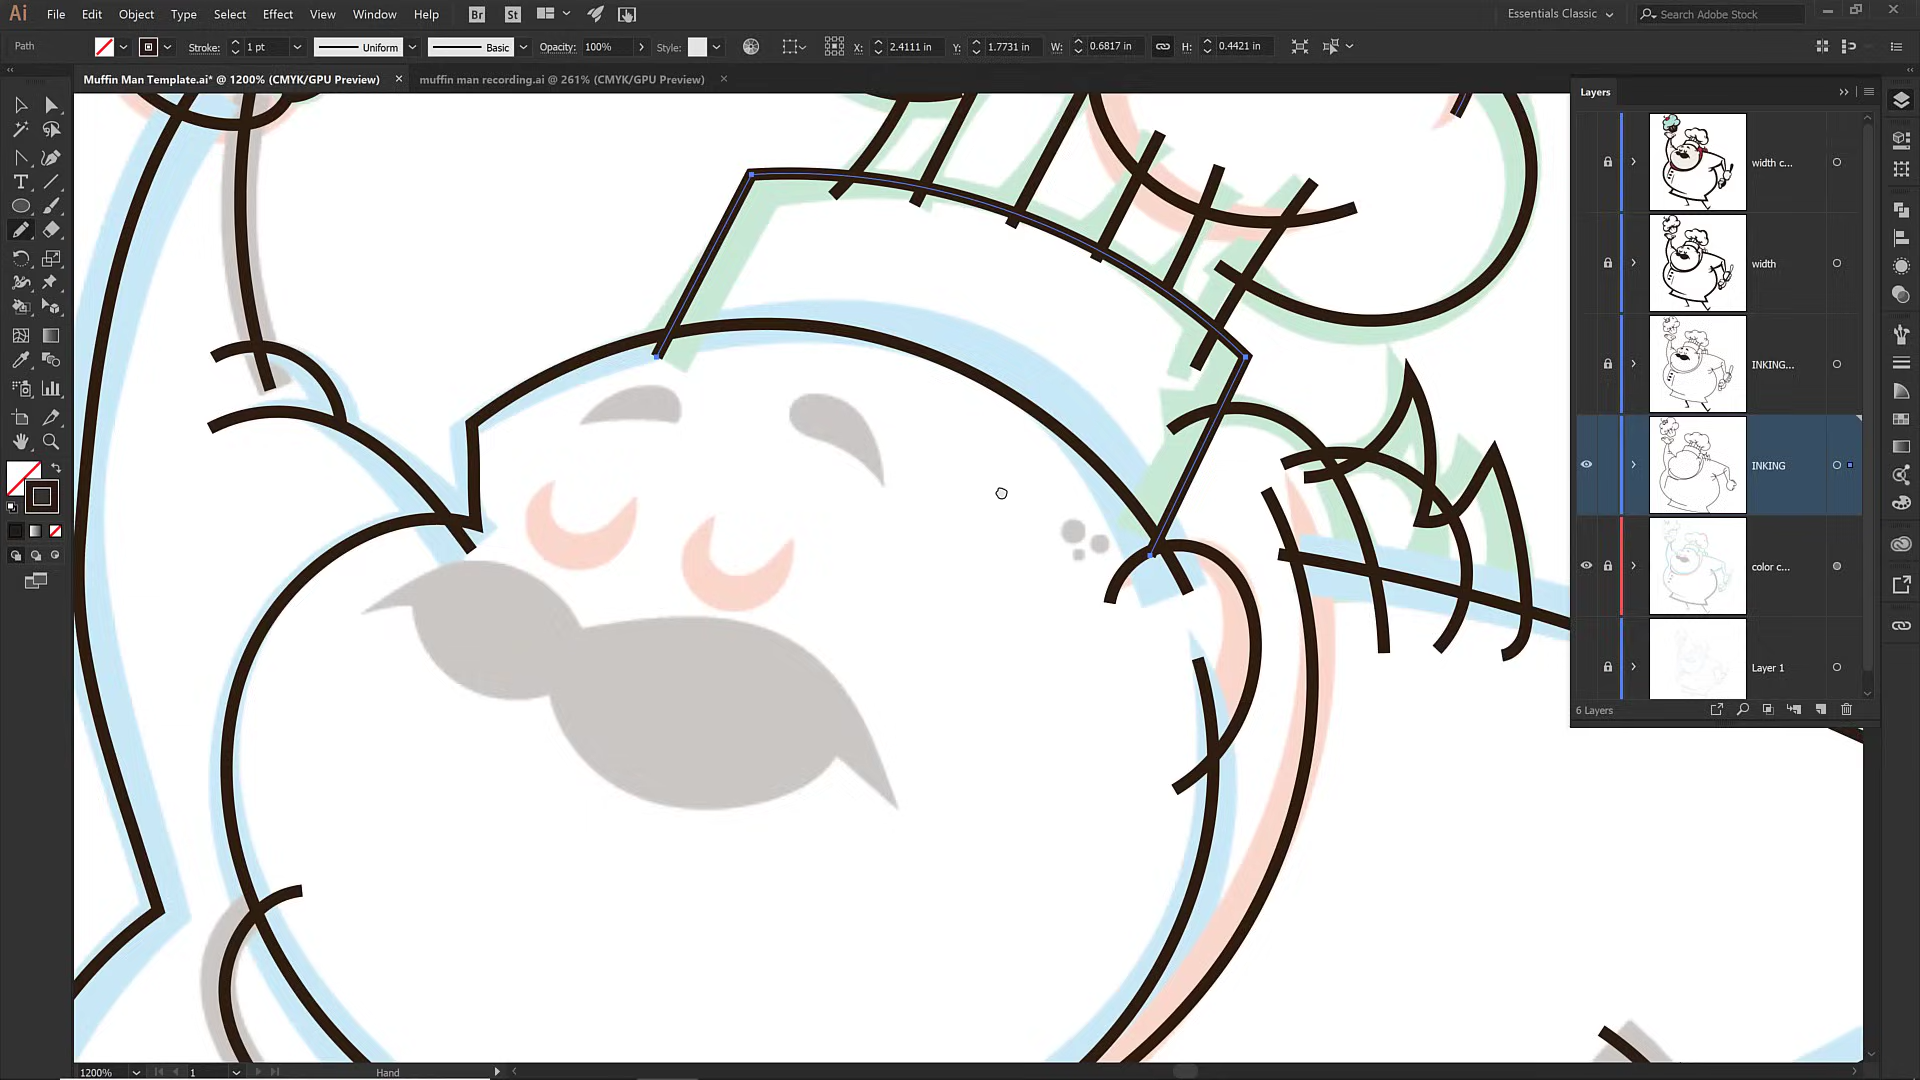 Ai File Edit Object Type Select Effect View Window Help Br St Essentials Classic Search Adobe Stock
Path Stroke: 1 pt Uniform Basic Opacity: 100% Style: X: 2.4111 in Y: 1.7731 in W: 0.6817 in H: 0.4421 in
Muffin Man Template.ai* @ 1200% (CMYK/GPU Preview) × muffin man recording.ai @ 261% (CMYK/GPU Preview) ×
Layers
width c...
width
INKING...
INKING
color c...
Layer 1
6 Layers
1200% 1 Hand